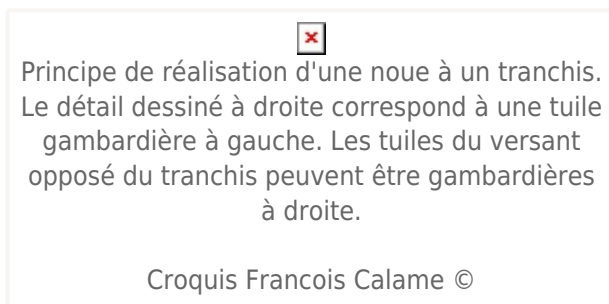 Principe de réalisation d'une noue à un tranchis.
Le détail dessiné à droite correspond à une tuile
gambardière à gauche. Les tuiles du versant
opposé du tranchis peuvent être gambardières
à droite.
Croquis Francois Calame ©